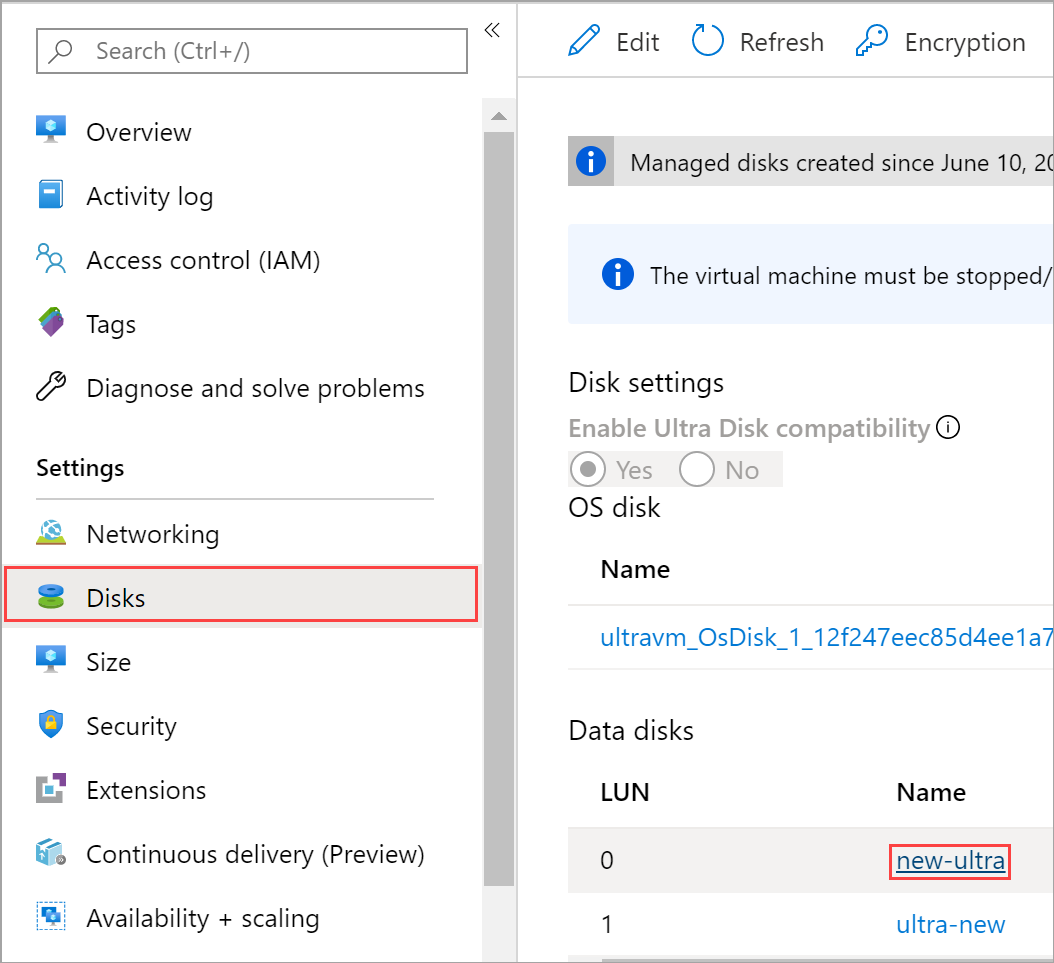 Search (Ctrl+/)
«
Overview
Activity log
Access control (IAM)
Tags
Diagnose and solve problems
Settings
Networking
Disks
Size
Security
Extensions
Continuous delivery (Preview)
Availability + scaling
Edit Refresh Encryption
Managed disks created since June 10, 20
The virtual machine must be stopped/
Disk settings
Enable Ultra Disk compatibility
Yes No
OS disk
Name
ultravm_OsDisk_1_12f247eec85d4ee1a7
Data disks
LUN Name
0 new-ultra
1 ultra-new